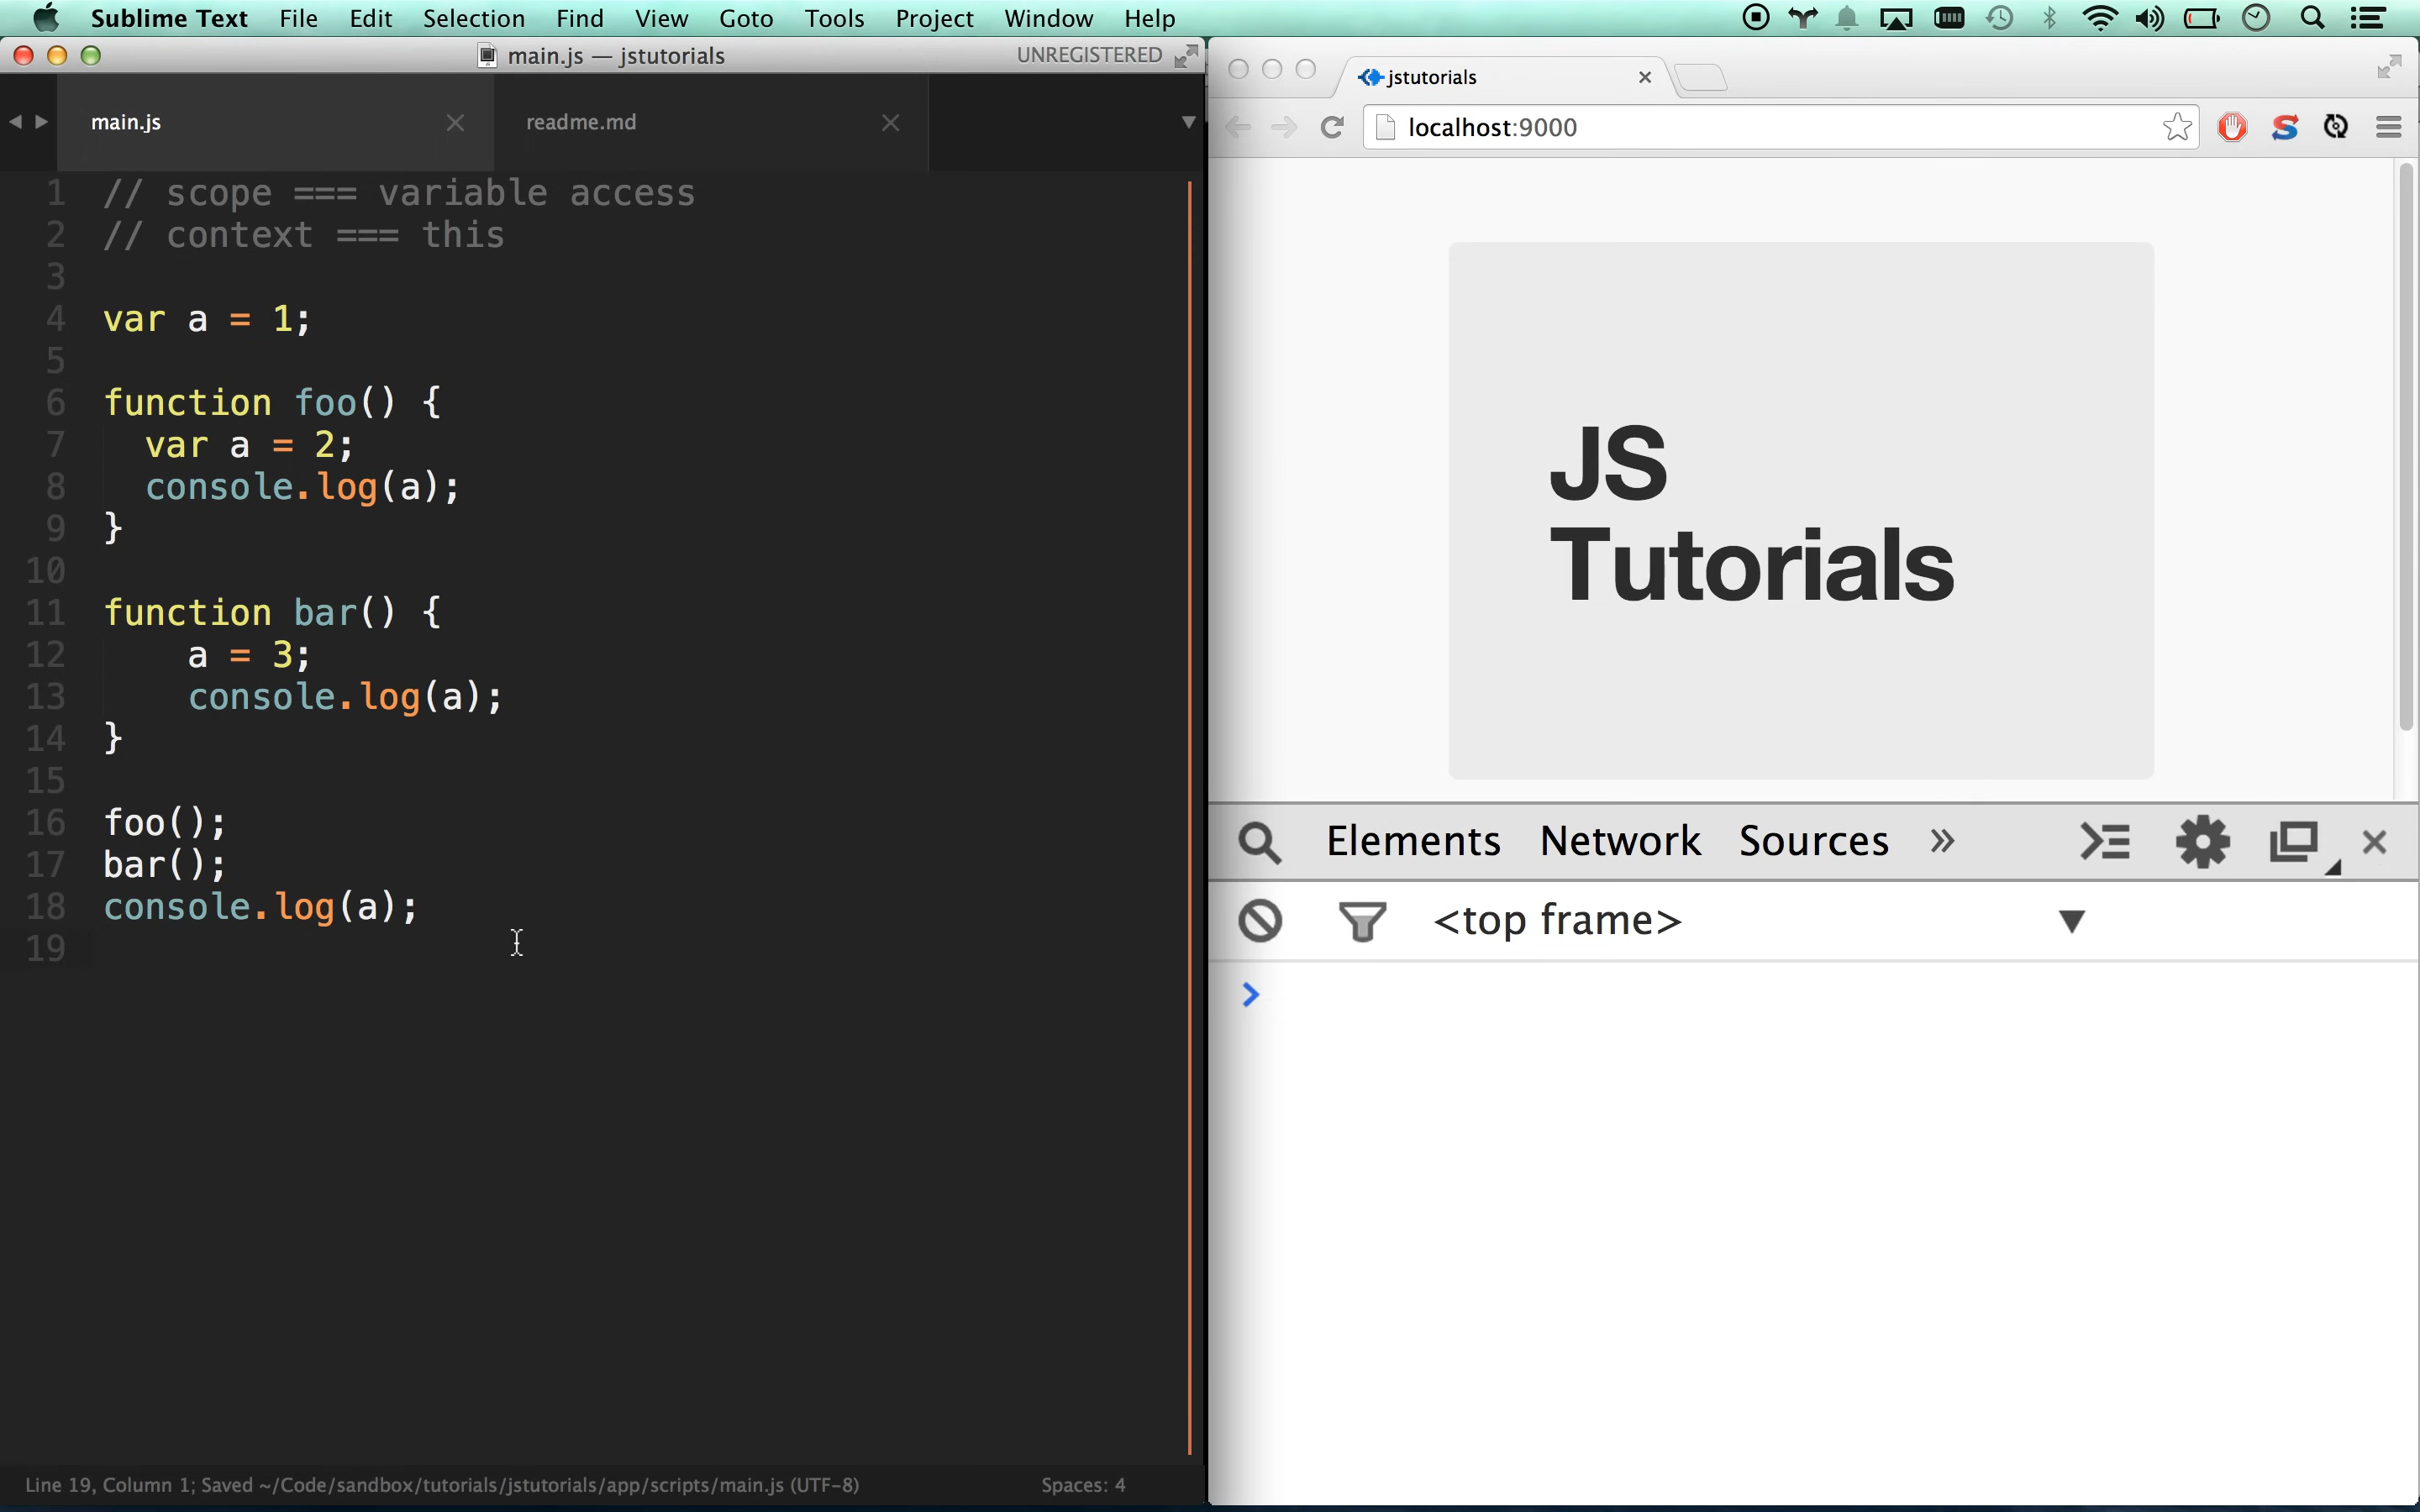 Sublime Text File Edit Selection Find View Goto Tools Project Window Help
main.js — jstutorials UNREGISTERED
main.js readme.md
1 // scope === variable access
2 // context === this
3
4 var a = 1;
5
6 function foo() {
7 var a = 2;
8 console.log(a);
9 }
10
11 function bar() {
12 a = 3;
13 console.log(a);
14 }
15
16 foo();
17 bar();
18 console.log(a);
19
Line 19, Column 1; Saved ~/Code/sandbox/tutorials/jstutorials/app/scripts/main.js (UTF-8) Spaces: 4
jstutorials
localhost:9000
JS
Tutorials
Elements Network Sources »
<top frame>